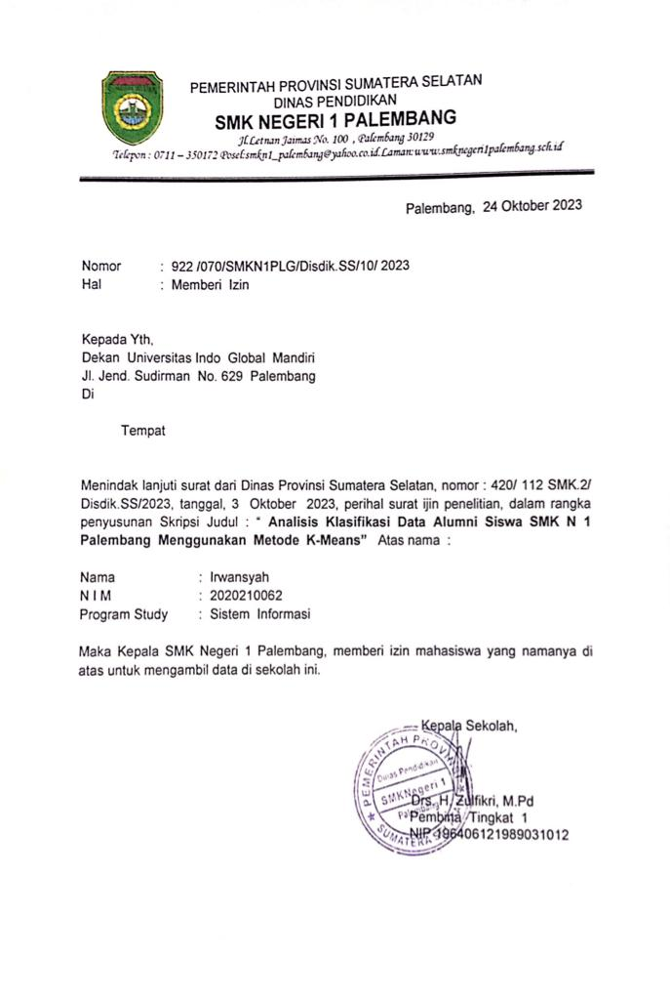 PEMERINTAH PROVINSI SUMATERA SELATAN
DINAS PENDIDIKAN
SMK NEGERI 1 PALEMBANG
Jl.Letnan Jaimas No. 100 , Palembang 30129
Telepon : 0711 – 350172 Posel:smkn1_palembang@yahoo.co.id.Laman:www.smknegeri1palembang.sch.id
Palembang, 24 Oktober 2023
Nomor : 922 /070/SMKN1PLG/Disdik.SS/10/ 2023
Hal : Memberi Izin
Kepada Yth,
Dekan Universitas Indo Global Mandiri
Jl. Jend. Sudirman No. 629 Palembang
Di
Tempat
Menindak lanjuti surat dari Dinas Provinsi Sumatera Selatan, nomor : 420/ 112 SMK.2/
Disdik.SS/2023, tanggal, 3 Oktober 2023, perihal surat ijin penelitian, dalam rangka
penyusunan Skripsi Judul : “ Analisis Klasifikasi Data Alumni Siswa SMK N 1
Palembang Menggunakan Metode K-Means” Atas nama :
Nama : Irwansyah
N I M : 2020210062
Program Study : Sistem Informasi
Maka Kepala SMK Negeri 1 Palembang, memberi izin mahasiswa yang namanya di
atas untuk mengambil data di sekolah ini.
Kepala Sekolah,
PEMERINTAH PROVINSI
Dinas Pendidikan
SMK Negeri 1
Palembang
SUMATERA
Drs. H. Zulfikri, M.Pd
Pembina Tingkat 1
NIP 196406121989031012